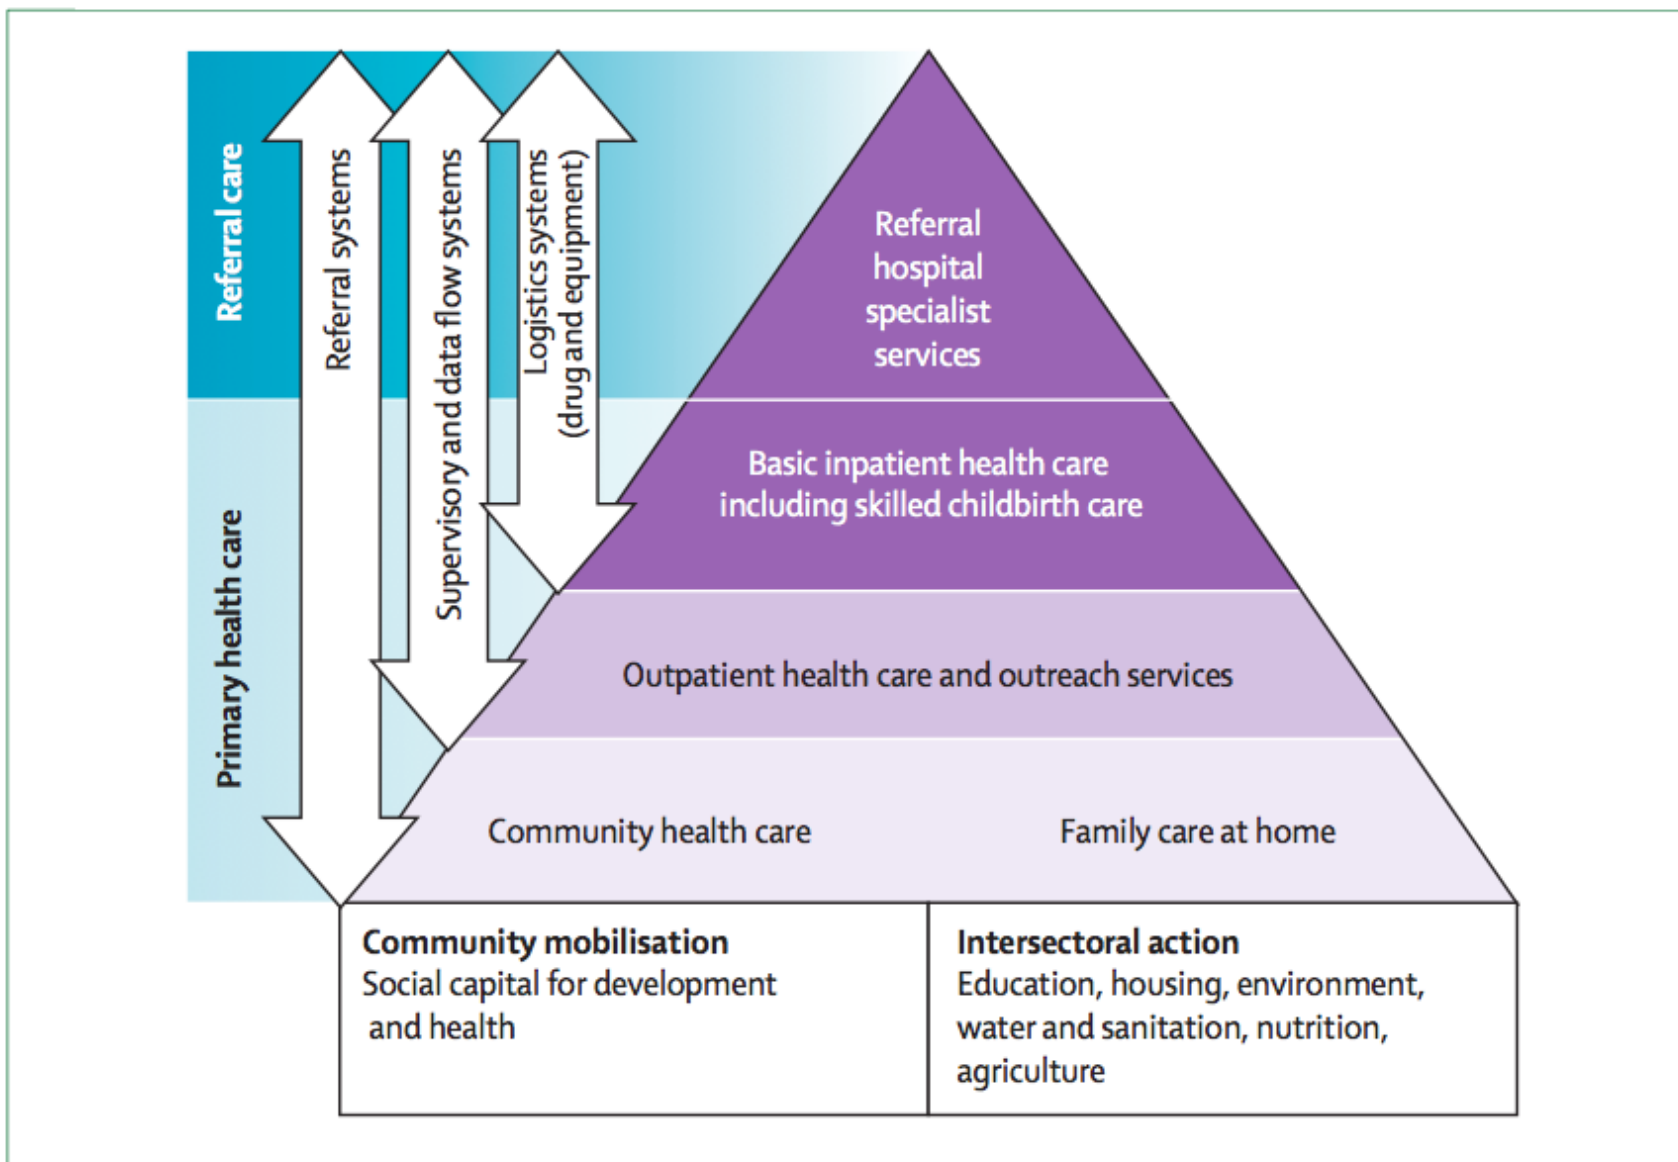 Referral care
Primary health care
Referral systems
Supervisory and data flow systems
Logistics systems
(drug and equipment)
Referral
hospital
specialist
services
Basic inpatient health care
including skilled childbirth care
Outpatient health care and outreach services
Community health care
Family care at home
Community mobilisation
Social capital for development
and health
Intersectoral action
Education, housing, environment,
water and sanitation, nutrition,
agriculture